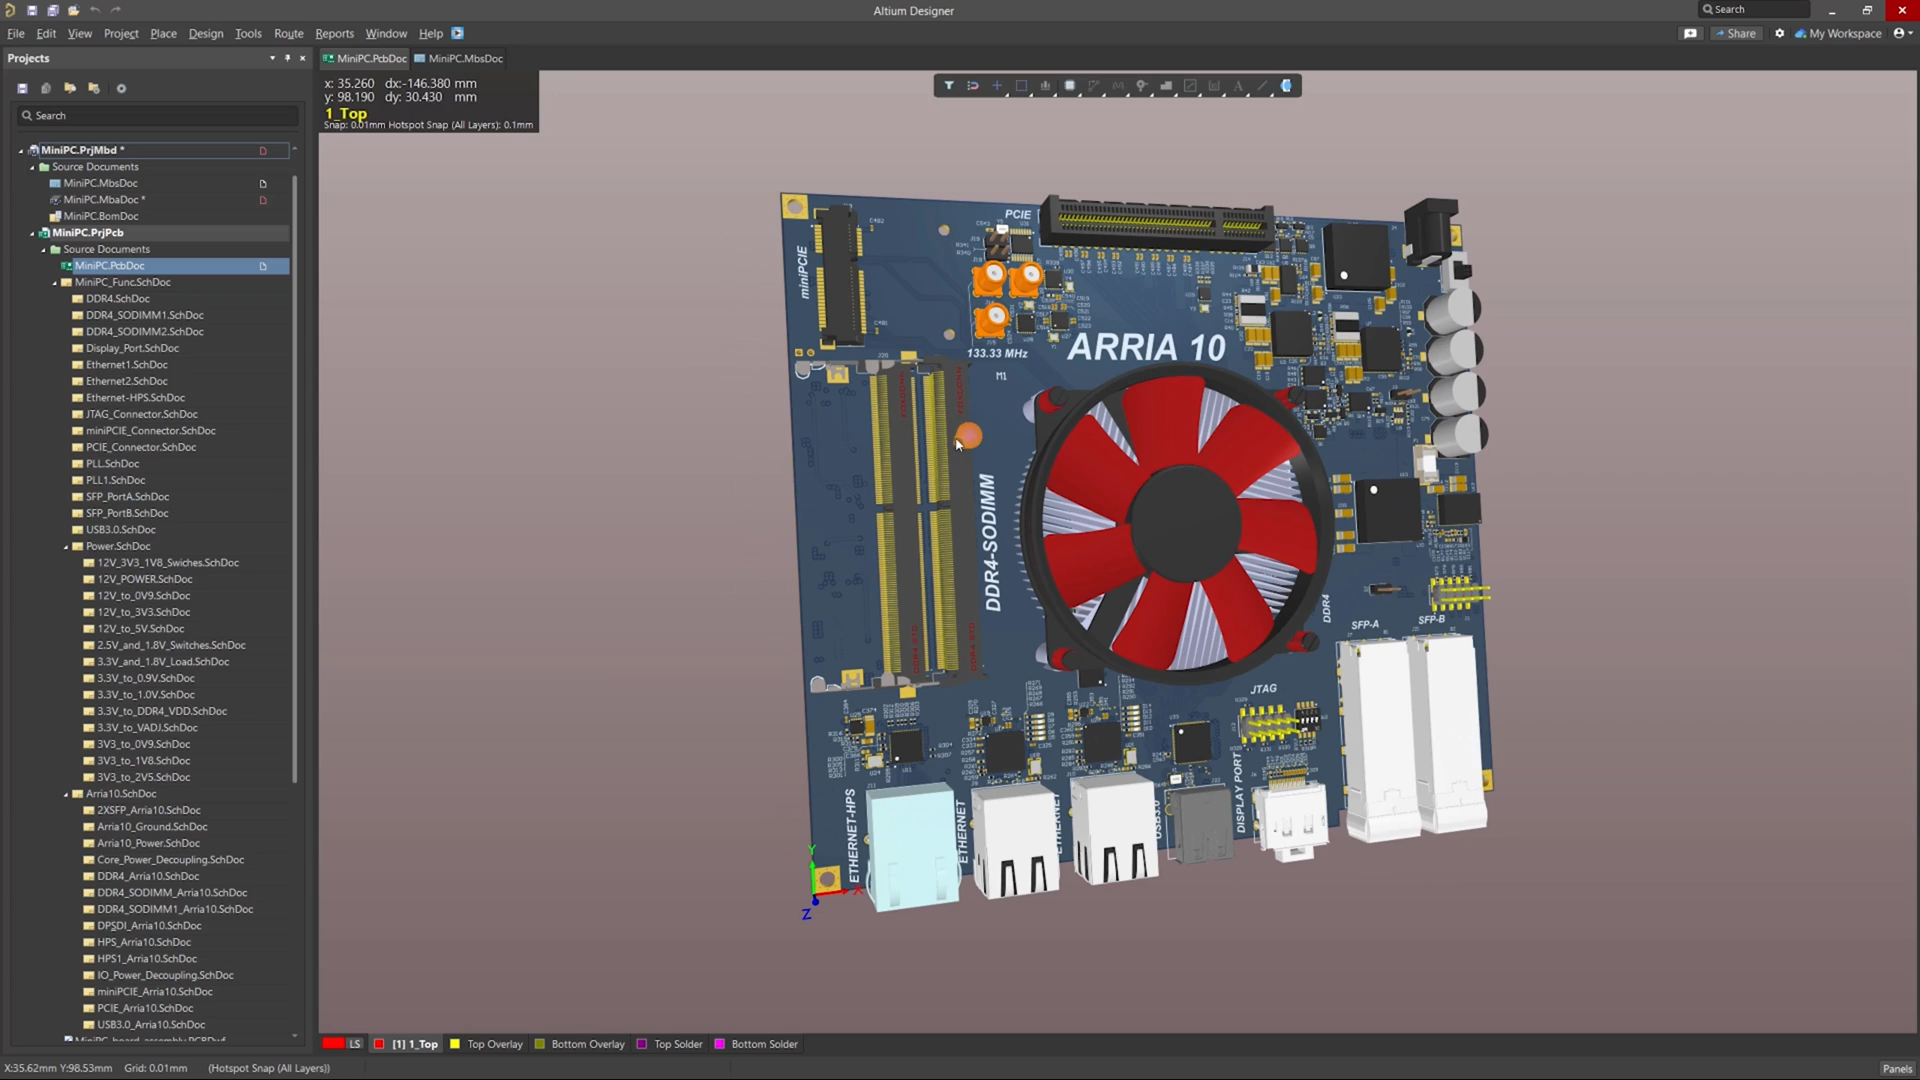 Altium Designer
Search
File Edit View Project Place Design Tools Route Reports Window Help
Share
My Workspace
Projects
MiniPC.PcbDoc
MiniPC.MbsDoc
x: 35.260 dx:-146.380 mm
y: 98.190 dy: 30.430 mm
1_Top
Snap: 0.01mm Hotspot Snap (All Layers): 0.1mm
Search
MiniPC.PrjMbd *
Source Documents
MiniPC.MbsDoc
MiniPC.MbaDoc *
MiniPC.BomDoc
MiniPC.PrjPcb
Source Documents
MiniPC.PcbDoc
MiniPC_Func.SchDoc
DDR4.SchDoc
DDR4_SODIMM1.SchDoc
DDR4_SODIMM2.SchDoc
Display_Port.SchDoc
Ethernet1.SchDoc
Ethernet2.SchDoc
Ethernet-HPS.SchDoc
JTAG_Connector.SchDoc
miniPCIE_Connector.SchDoc
PCIE_Connector.SchDoc
PLL.SchDoc
PLL1.SchDoc
SFP_PortA.SchDoc
SFP_PortB.SchDoc
USB3.0.SchDoc
Power.SchDoc
12V_3V3_1V8_Swiches.SchDoc
12V_POWER.SchDoc
12V_to_0V9.SchDoc
12V_to_3V3.SchDoc
12V_to_5V.SchDoc
2.5V_and_1.8V_Switches.SchDoc
3.3V_and_1.8V_Load.SchDoc
3.3V_to_0.9V.SchDoc
3.3V_to_1.0V.SchDoc
3.3V_to_DDR4_VDD.SchDoc
3.3V_to_VADJ.SchDoc
3V3_to_0V9.SchDoc
3V3_to_1V8.SchDoc
3V3_to_2V5.SchDoc
Arria10.SchDoc
2XSFP_Arria10.SchDoc
Arria10_Ground.SchDoc
Arria10_Power.SchDoc
Core_Power_Decoupling.SchDoc
DDR4_Arria10.SchDoc
DDR4_SODIMM_Arria10.SchDoc
DDR4_SODIMM1_Arria10.SchDoc
DPSDI_Arria10.SchDoc
HPS_Arria10.SchDoc
HPS1_Arria10.SchDoc
IO_Power_Decoupling.SchDoc
miniPCIE_Arria10.SchDoc
PCIE_Arria10.SchDoc
USB3.0_Arria10.SchDoc
PCIE
miniPCIE
C482
C481
133.33 MHz
ARRIA 10
M1
J20
DDR4-SODIMM
DDR4 STD
DDR4 RVD
DDR4
SFP-A
SFP-B
JTAG
ETHERNET-HPS
ETHERNET
ETHERNET
USB3.0
DISPLAY PORT
Y
X
Z
LS
[1] 1_Top
Top Overlay
Bottom Overlay
Top Solder
Bottom Solder
X:35.62mm Y:98.53mm Grid: 0.01mm (Hotspot Snap (All Layers))
Panels